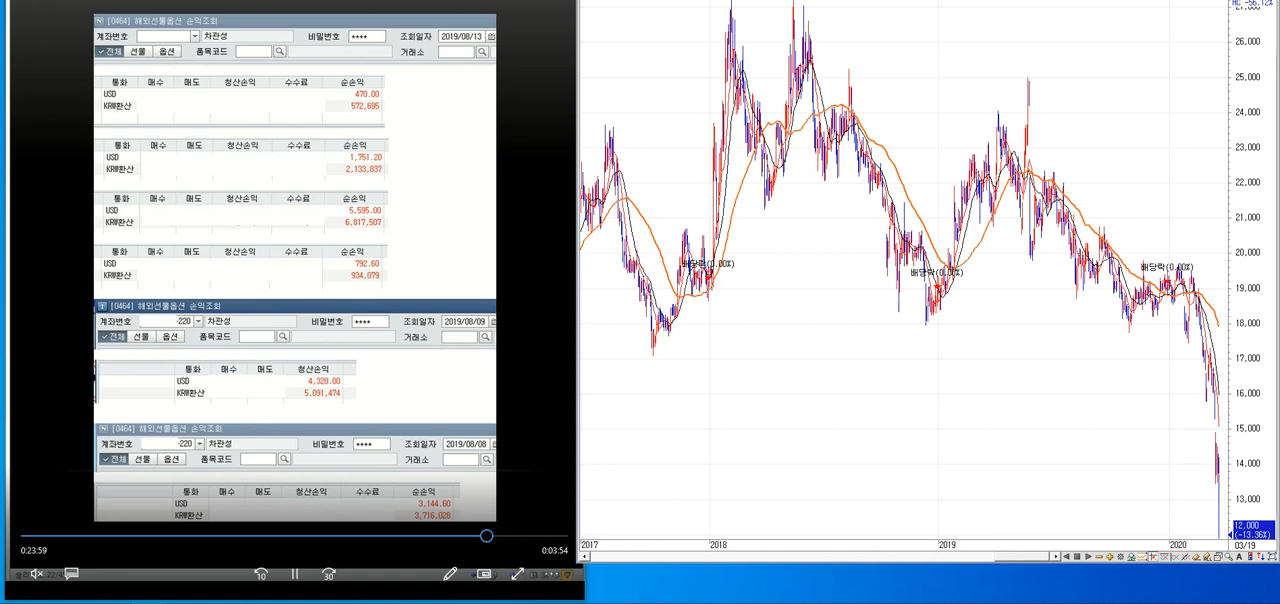 [0464] 해외선물옵션 손익조회
계좌번호 차관성 비밀번호 **** 조회일자 2019/08/13
전체 선물 옵션 품목코드 거래소
통화 매수 매도 청산손익 수수료 순손익
USD 470.00
KRW환산 572,695
통화 매수 매도 청산손익 수수료 순손익
USD 1,751.20
KRW환산 2,133,837
통화 매수 매도 청산손익 수수료 순손익
USD 5,595.00
KRW환산 6,817,507
통화 매수 매도 청산손익 수수료 순손익
USD 792.60
KRW환산 934,079
[0464] 해외선물옵션 손익조회
계좌번호 -220 차관성 비밀번호 **** 조회일자 2019/08/09
전체 선물 옵션 품목코드 거래소
통화 매수 매도 청산손익
USD 4,320.00
KRW환산 5,091,474
[0464] 해외선물옵션 손익조회
계좌번호 -220 차관성 비밀번호 **** 조회일자 2019/08/08
전체 선물 옵션 품목코드 거래소
통화 매수 매도 청산손익 수수료 순손익
USD 3,144.60
KRW환산 3,716,028
0:23:59 0:03:54
10 30
HC -56.12%
27,000
26,000
25,000
24,000
23,000
22,000
21,000
20,000
19,000
18,000
17,000
16,000
15,000
14,000
13,000
12,000
(-13.36%)
배당락(0.00%)
배당락(0.00%)
배당락(0.00%)
2017 2018 2019 2020 03/19